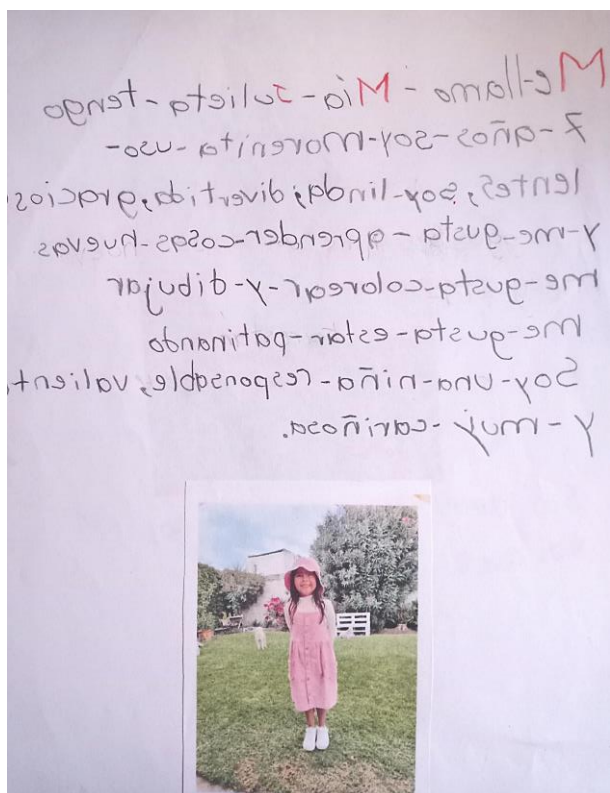 Me-llamo-Mía-Julieta-tengo
7-años-soy-Morenita-uso-
lentes, soy-linda, divertida, gracios
Y-me-gusta-aprender-cosas-nuevas
me-gusta-colorear-y-dibujar
me-gusta-estar-patinando
Soy-una-niña-responsable, valient
Y-muy-cariñosa.